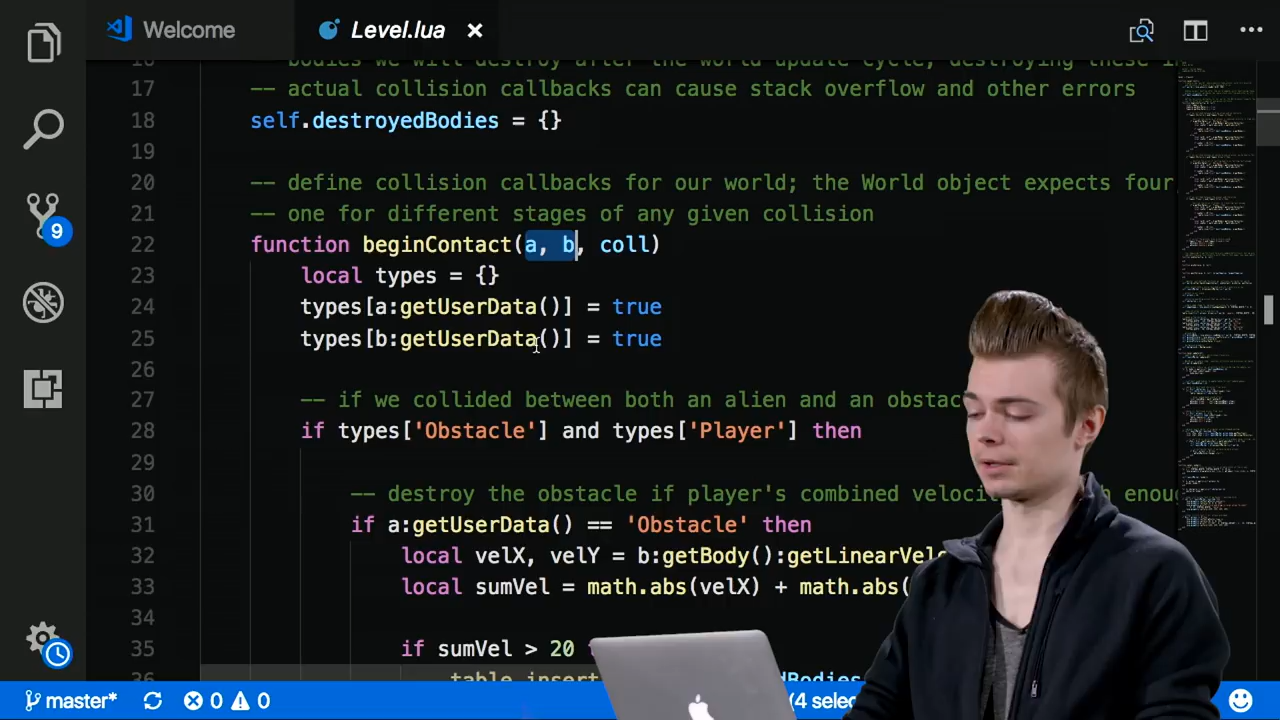 Welcome
Level.lua
16 bodies we will destroy after the world update cycle; destroying these in
17 -- actual collision callbacks can cause stack overflow and other errors
18 self.destroyedBodies = {}
19
20 -- define collision callbacks for our world; the World object expects four
21 -- one for different stages of any given collision
22 function beginContact(a, b, coll)
23 local types = {}
24 types[a:getUserData()] = true
25 types[b:getUserData()] = true
26
27 -- if we collided between both an alien and an obstac
28 if types['Obstacle'] and types['Player'] then
29
30 -- destroy the obstacle if player's combined veloci
31 if a:getUserData() == 'Obstacle' then
32 local velX, velY = b:getBody():getLinearVelo
33 local sumVel = math.abs(velX) + math.abs(
34
35 if sumVel > 20
36 table.insert
9
master*
0
0
(4 selec